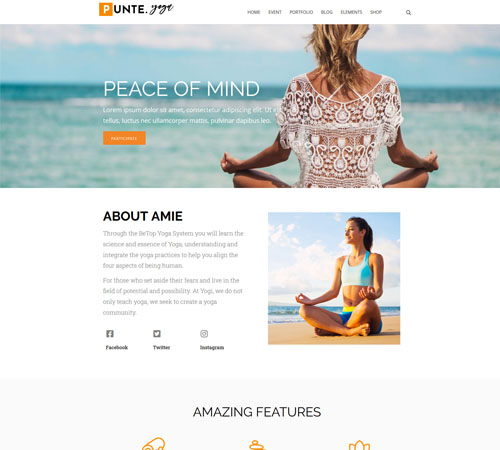 PUNTE.yoga
HOME EVENT PORTFOLIO BLOG ELEMENTS SHOP
PEACE OF MIND
Lorem ipsum dolor sit amet, consectetur adipiscing elit. Ut e
tellus, luctus nec ullamcorper mattis, pulvinar dapibus leo.
PARTICIPATE
ABOUT AMIE
Through the BeTop Yoga System you will learn the
science and essence of Yoga, understanding and
integrate the yoga practices to help you align the
four aspects of being human.
For those who set aside their fears and live in the
field of potential and possibility. At Yogi, we do not
only teach yoga, we seek to create a yoga
community.
Facebook Twitter Instagram
AMAZING FEATURES